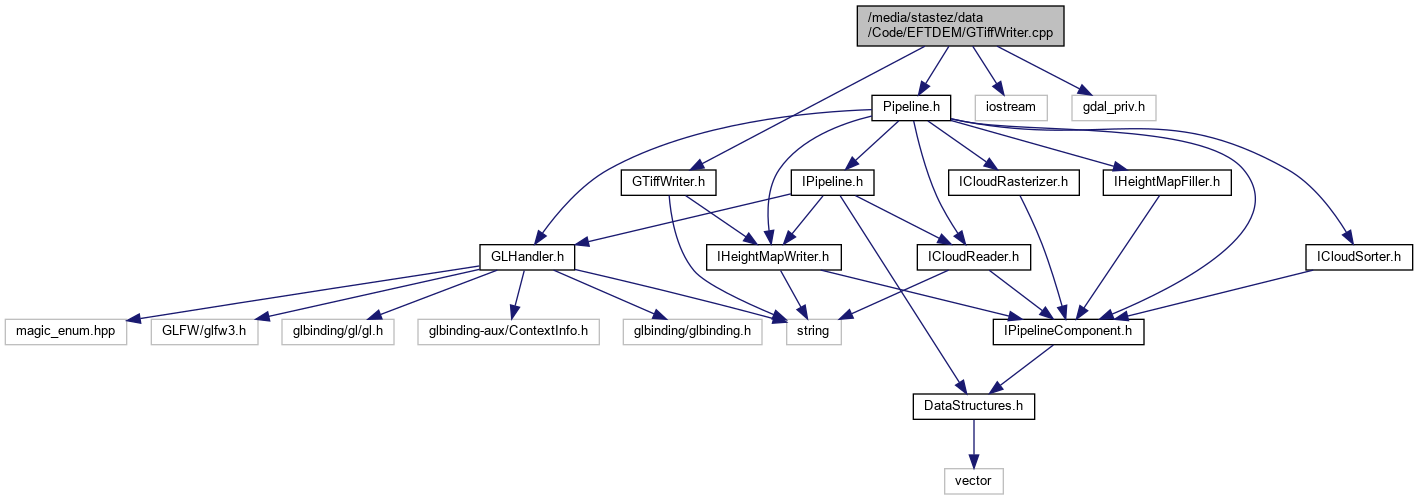 /media/stastez/data
/Code/EFTDEM/GTiffWriter.cpp
Pipeline.h
iostream
gdal_priv.h
GTiffWriter.h
IPipeline.h
ICloudRasterizer.h
IHeightMapFiller.h
GLHandler.h
IHeightMapWriter.h
ICloudReader.h
ICloudSorter.h
magic_enum.hpp
GLFW/glfw3.h
glbinding/gl/gl.h
glbinding-aux/ContextInfo.h
glbinding/glbinding.h
string
IPipelineComponent.h
DataStructures.h
vector